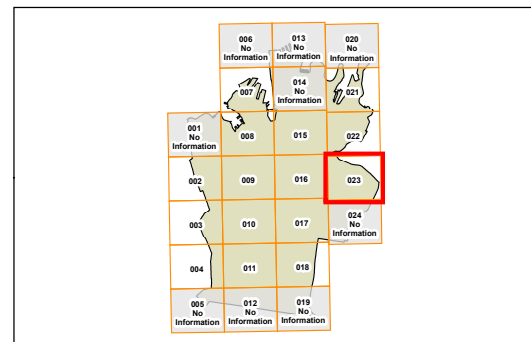 006
No
Information
013
No
Information
020
No
Information
007
014
No
Information
021
001
No
Information
008
015
022
002
009
016
023
003
010
017
024
No
Information
004
011
018
005
No
Information
012
No
Information
019
No
Information